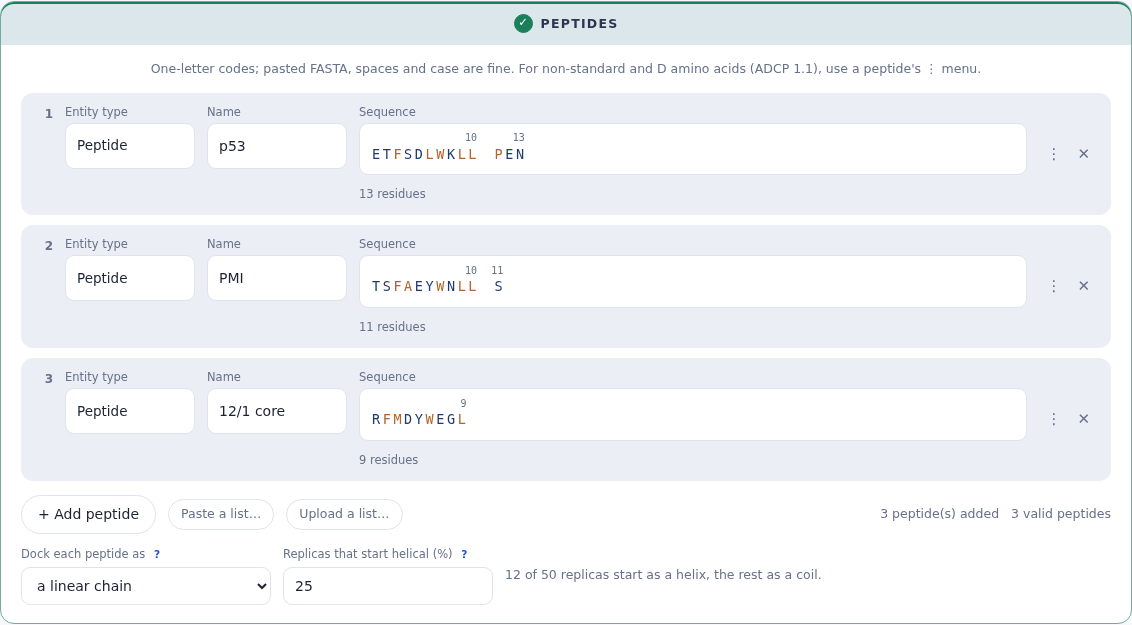 ✓ PEPTIDES
One-letter codes; pasted FASTA, spaces and case are fine. For non-standard and D amino acids (ADCP 1.1), use a peptide's ⋮ menu.
1 Entity type Name Sequence
10 13
Peptide p53 ETFSDLWKLL PEN ⋮ ✕
13 residues
2 Entity type Name Sequence
10 11
Peptide PMI TSFAEYWNLL S ⋮ ✕
11 residues
3 Entity type Name Sequence
9
Peptide 12/1 core RFMDYWEGL ⋮ ✕
9 residues
+ Add peptide Paste a list... Upload a list... 3 peptide(s) added 3 valid peptides
Dock each peptide as ? Replicas that start helical (%) ?
a linear chain 25 12 of 50 replicas start as a helix, the rest as a coil.